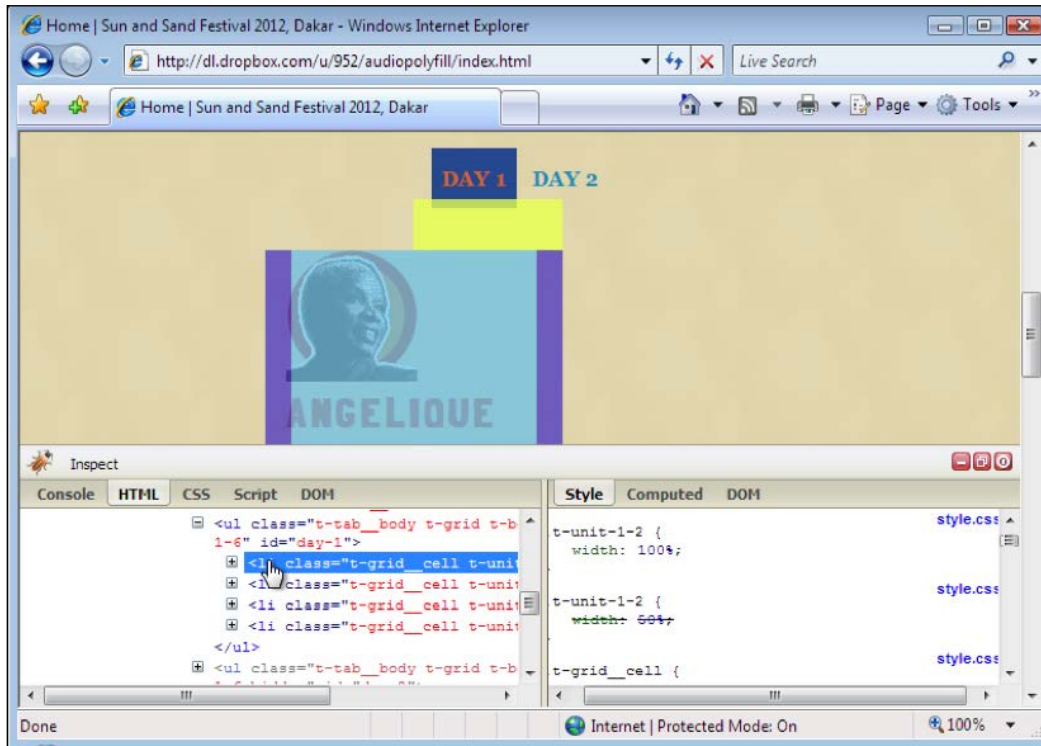 Home | Sun and Sand Festival 2012, Dakar - Windows Internet Explorer
http://dl.dropbox.com/u/952/audiopolyfill/index.html
Live Search
Home | Sun and Sand Festival 2012, Dakar
Page
Tools
DAY 1 DAY 2
ANGELIQUE
Inspect
Console HTML CSS Script DOM
<ul class="t-tab__body t-grid t-b
1-6" id="day-1">
<li class="t-grid__cell t-unit
<li class="t-grid__cell t-unit
<li class="t-grid__cell t-unit
<li class="t-grid__cell t-unit
</ul>
<ul class="t-tab__body t-grid t-b
Style Computed DOM
style.css
t-unit-1-2 {
width: 100%;
style.css
t-unit-1-2 {
width: 50%;
style.css
t-grid__cell {
Done
Internet | Protected Mode: On
100%